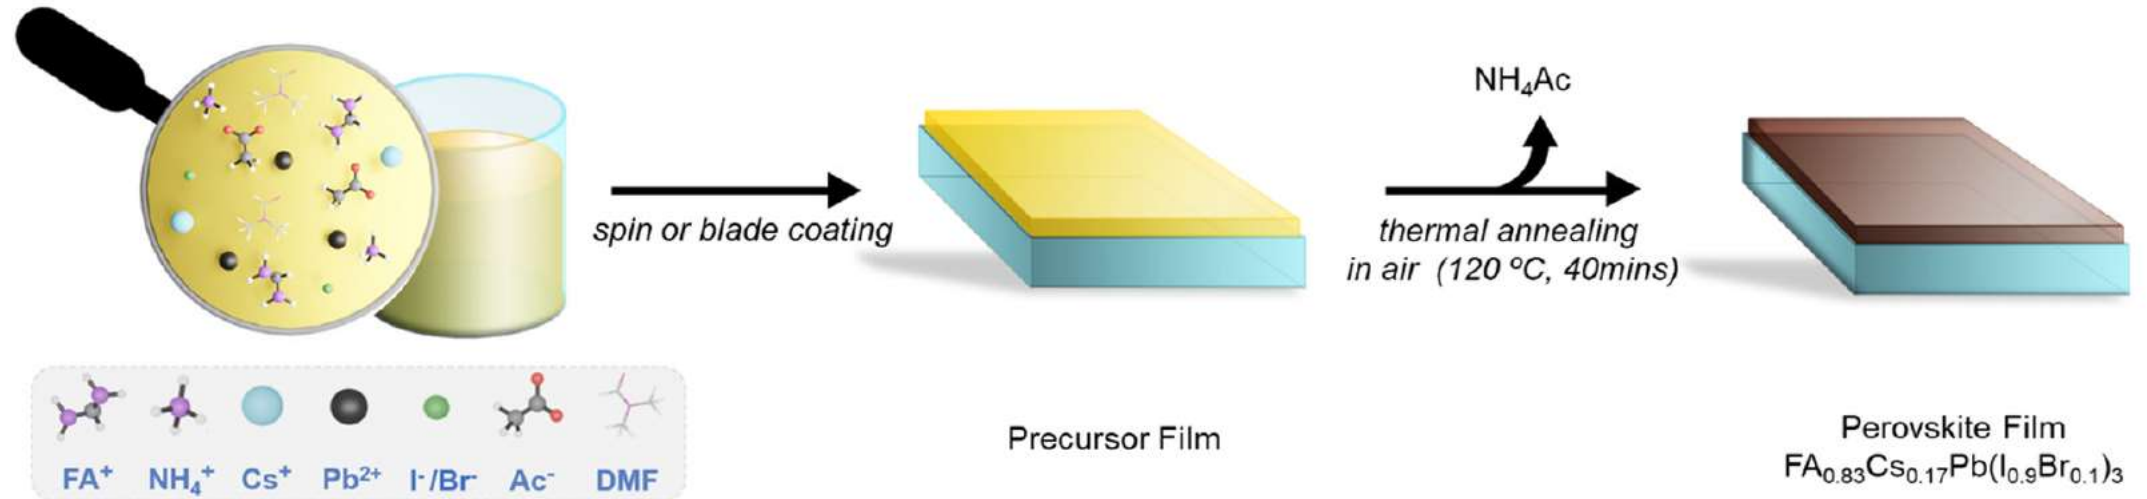 NH₄Ac
spin or blade coating
thermal annealing
in air (120 ºC, 40mins)
Precursor Film
Perovskite Film
FA₀.₈₃Cs₀.₁₇Pb(I₀.₉Br₀.₁)₃
FA⁺ NH₄⁺ Cs⁺ Pb²⁺ I⁻/Br⁻ Ac⁻ DMF